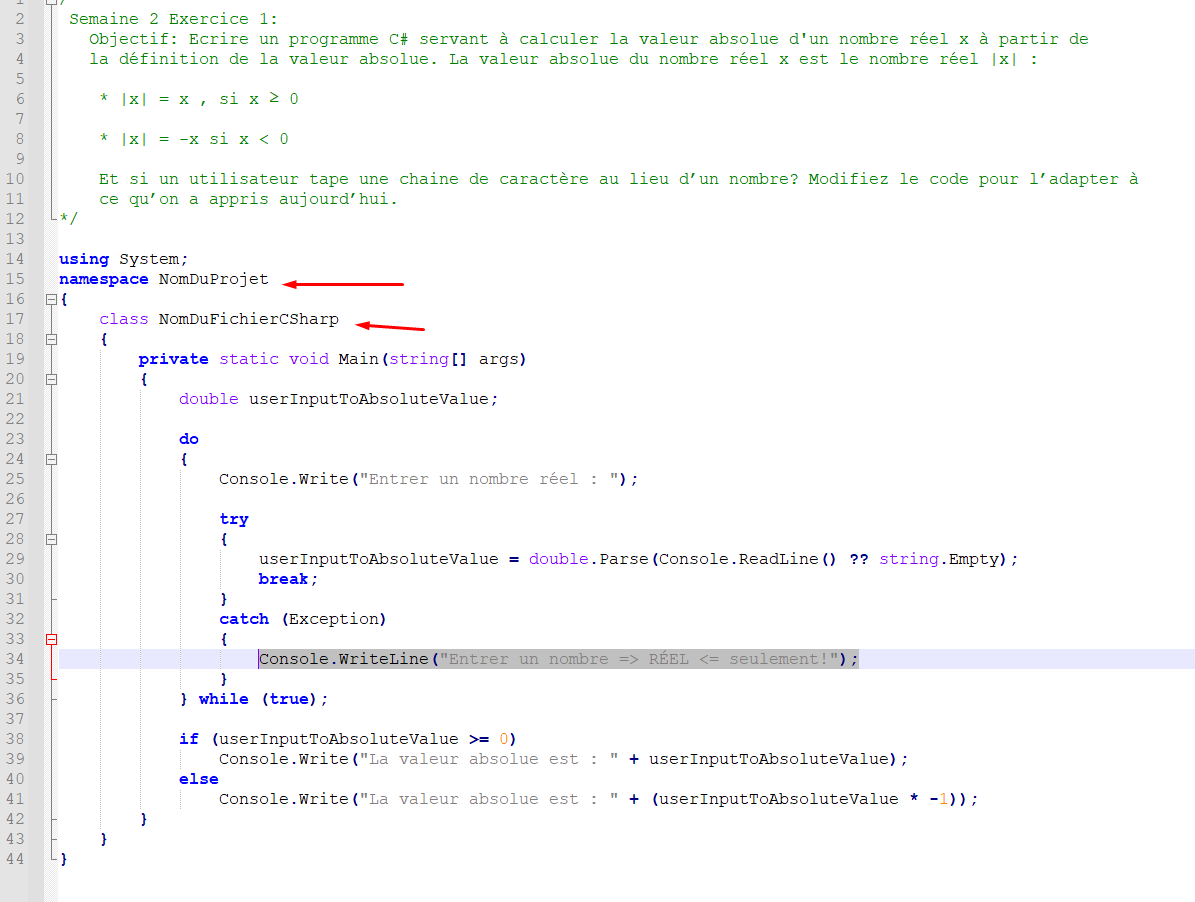 1 /
2 Semaine 2 Exercice 1:
3 Objectif: Ecrire un programme C# servant à calculer la valeur absolue d'un nombre réel x à partir de
4 la définition de la valeur absolue. La valeur absolue du nombre réel x est le nombre réel |x| :
5
6 * |x| = x , si x ≥ 0
7
8 * |x| = -x si x < 0
9
10 Et si un utilisateur tape une chaine de caractère au lieu d’un nombre? Modifiez le code pour l’adapter à
11 ce qu’on a appris aujourd’hui.
12 */
13
14 using System;
15 namespace NomDuProjet
16 {
17 class NomDuFichierCSharp
18 {
19 private static void Main(string[] args)
20 {
21 double userInputToAbsoluteValue;
22
23 do
24 {
25 Console.Write("Entrer un nombre réel : ");
26
27 try
28 {
29 userInputToAbsoluteValue = double.Parse(Console.ReadLine() ?? string.Empty);
30 break;
31 }
32 catch (Exception)
33 {
34 Console.WriteLine("Entrer un nombre => RÉEL <= seulement!");
35 }
36 } while (true);
37
38 if (userInputToAbsoluteValue >= 0)
39 Console.Write("La valeur absolue est : " + userInputToAbsoluteValue);
40 else
41 Console.Write("La valeur absolue est : " + (userInputToAbsoluteValue * -1));
42 }
43 }
44 }